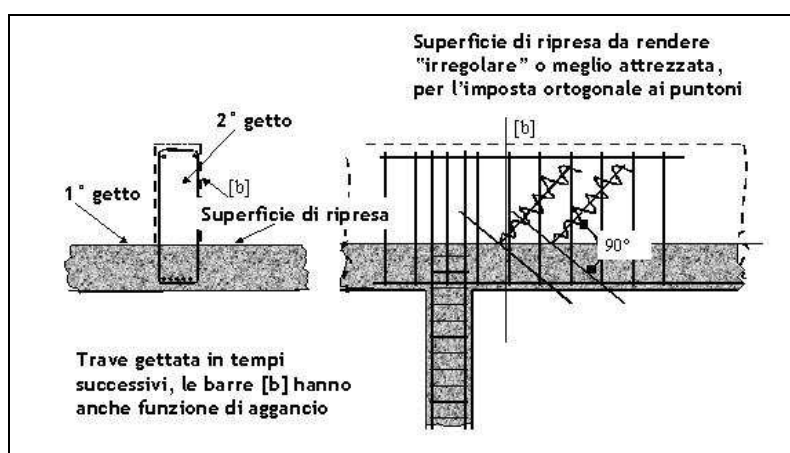 Superficie di ripresa da rendere
"irregolare" o meglio attrezzata,
per l'imposta ortogonale ai puntoni
2° getto
[b]
[b]
1° getto
Superficie di ripresa
90°
Trave gettata in tempi
successivi, le barre [b] hanno
anche funzione di aggancio